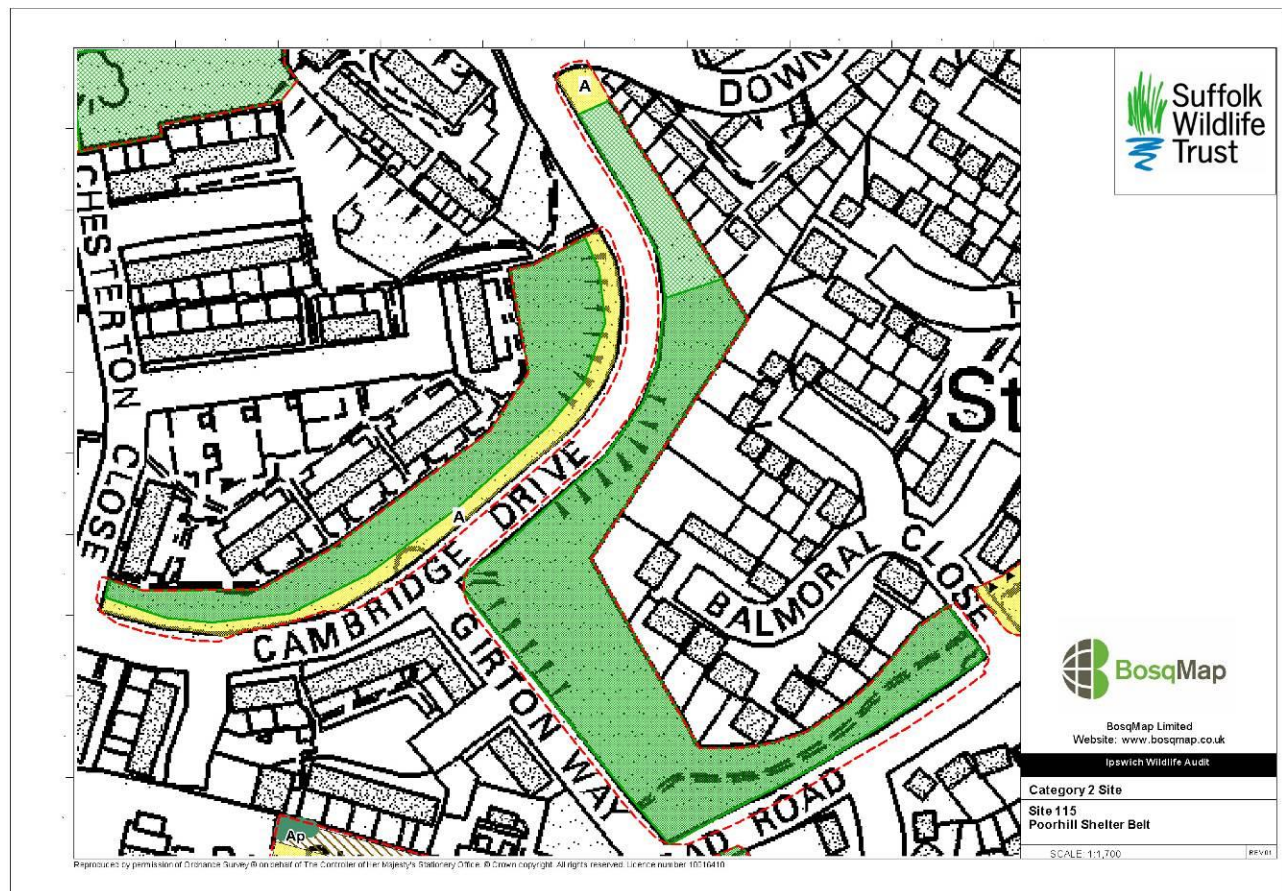 A
DOWN
CHESTERTON CLOSE
St
A
CAMBRIDGE DRIVE
BALMORAL CLOSE
GIRTON WAY
AD ROAD
Ap
Suffolk
Wildlife
Trust
BosqMap
BosqMap Limited
Website: www.bosqmap.co.uk
Ipswich Wildlife Audit
Category 2 Site
Site 115
Poorhill Shelter Belt
SCALE: 1:1,700
REV 01
Reproduced by permission of Ordnance Survey ® on behalf of The Controller of Her Majesty's Stationery Office. © Crown copyright. All rights reserved. Licence number 10016410